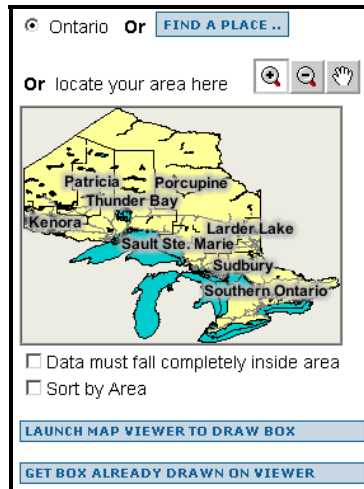 Ontario Or FIND A PLACE ..
Or locate your area here
Patricia Porcupine
Thunder Bay
Kenora
Larder Lake
Sault Ste. Marie
Sudbury
Southern Ontario
Data must fall completely inside area
Sort by Area
LAUNCH MAP VIEWER TO DRAW BOX
GET BOX ALREADY DRAWN ON VIEWER